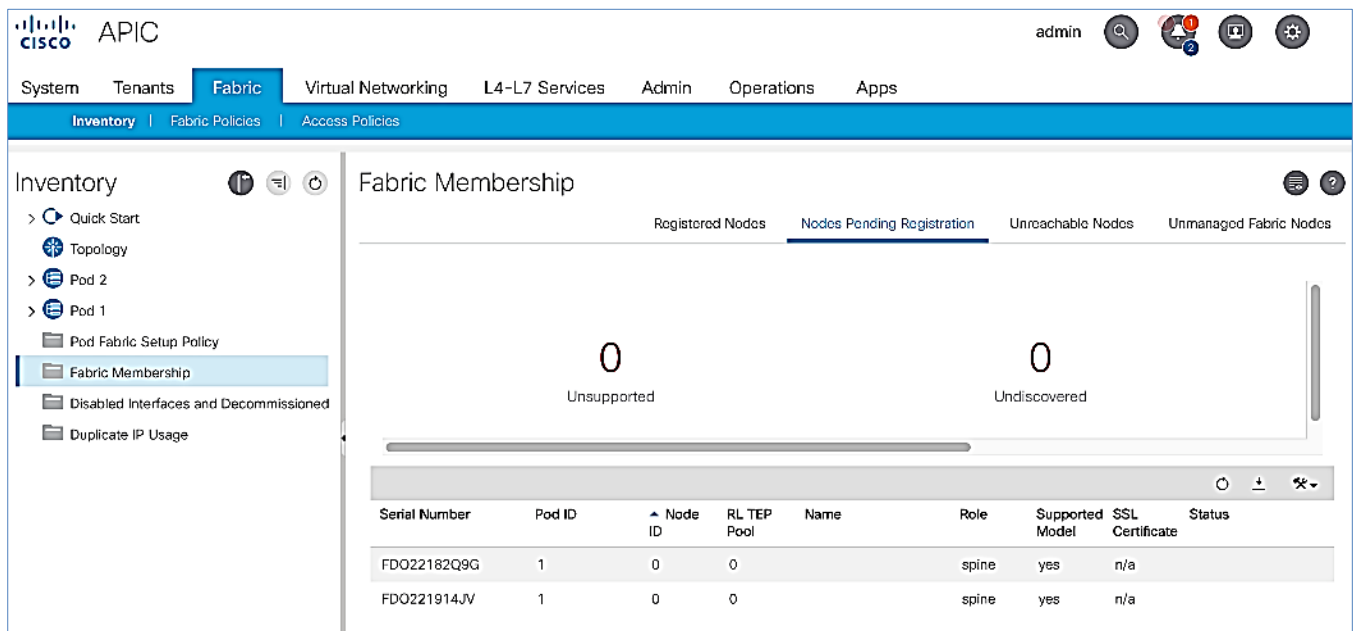 CISCO APIC admin 1 2
System Tenants Fabric Virtual Networking L4-L7 Services Admin Operations Apps
Inventory | Fabric Policies | Access Policies
Inventory
Quick Start
Topology
Pod 2
Pod 1
Pod Fabric Setup Policy
Fabric Membership
Disabled Interfaces and Decommissioned
Duplicate IP Usage
Fabric Membership ?
Registered Nodes Nodes Pending Registration Unreachable Nodes Unmanaged Fabric Nodes
0 0
Unsupported Undiscovered
Serial Number Pod ID Node ID RL TEP Pool Name Role Supported Model SSL Certificate Status
FDO22182Q9G 1 0 0 spine yes n/a
FDO221914JV 1 0 0 spine yes n/a